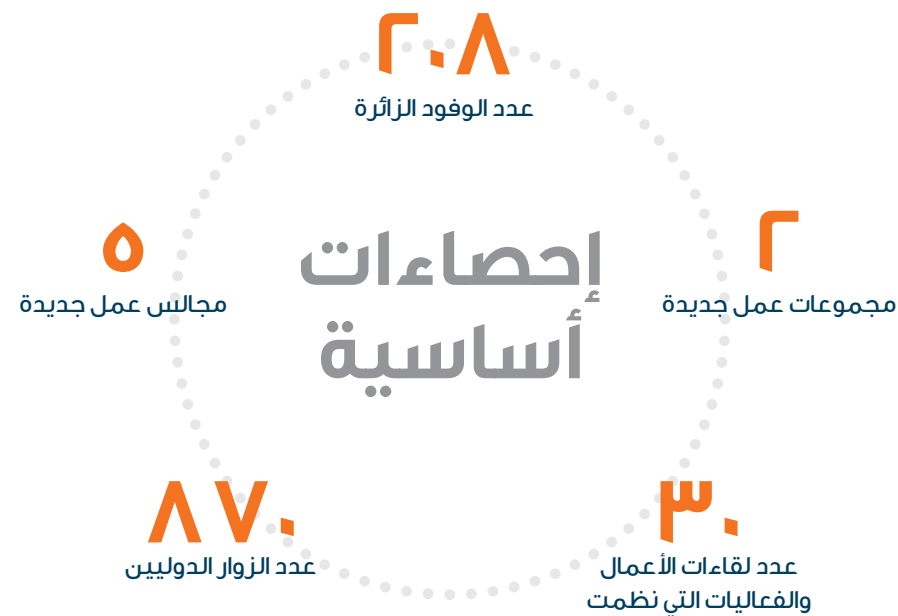 ٢٠٨
عدد الوفود الزائرة
٢
مجموعات عمل جديدة
إحصاءات
أساسية
٥
مجالس عمل جديدة
٣٠
عدد لقاءات الأعمال
والفعاليات التي نظمت
٨٧٠
عدد الزوار الدوليين